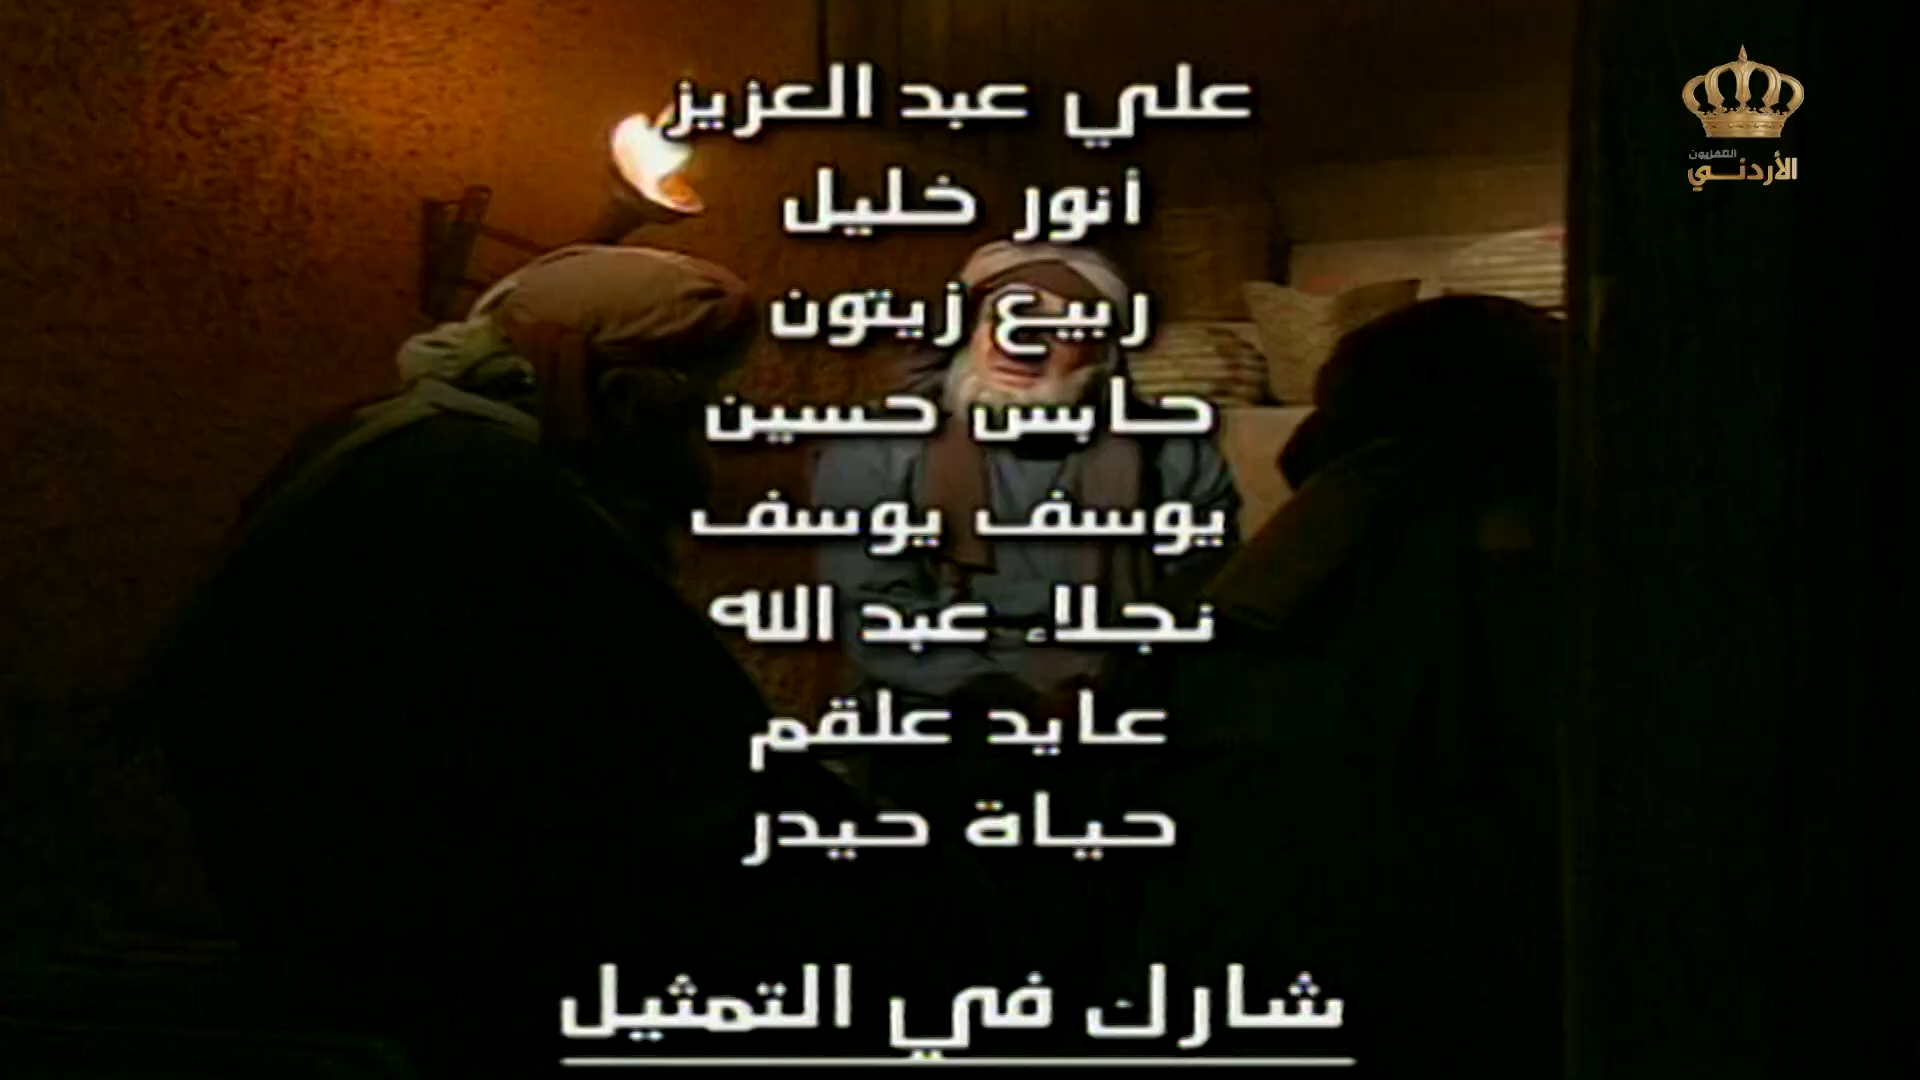 علي عبد العزيز
أنور خليل
ربيع زيتون
حابس حسين
يوسف يوسف
نجلاء عبد الله
عايد علقم
حياة حيدر
شارك في التمثيل
التلفزيون
الأردني